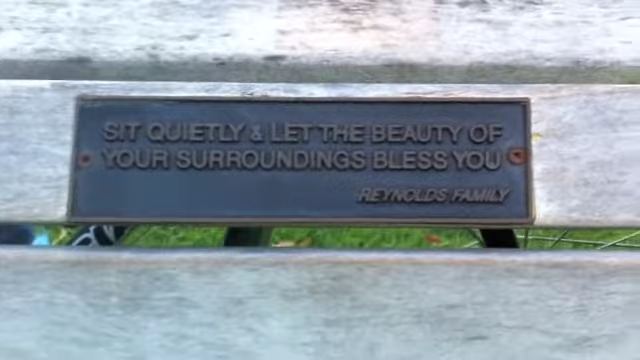 SIT QUIETLY & LET THE BEAUTY OF
YOUR SURROUNDINGS BLESS YOU
-REYNOLDS FAMILY